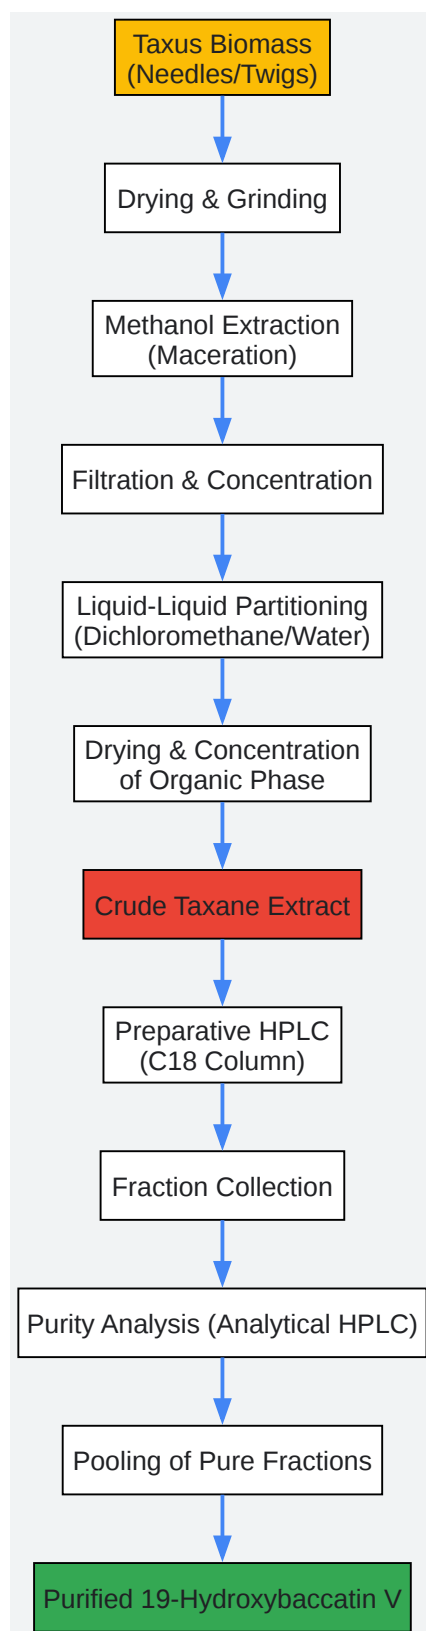 Taxus Biomass
(Needles/Twigs)
Drying & Grinding
Methanol Extraction
(Maceration)
Filtration & Concentration
Liquid-Liquid Partitioning
(Dichloromethane/Water)
Drying & Concentration
of Organic Phase
Crude Taxane Extract
Preparative HPLC
(C18 Column)
Fraction Collection
Purity Analysis (Analytical HPLC)
Pooling of Pure Fractions
Purified 19-Hydroxybaccatin V